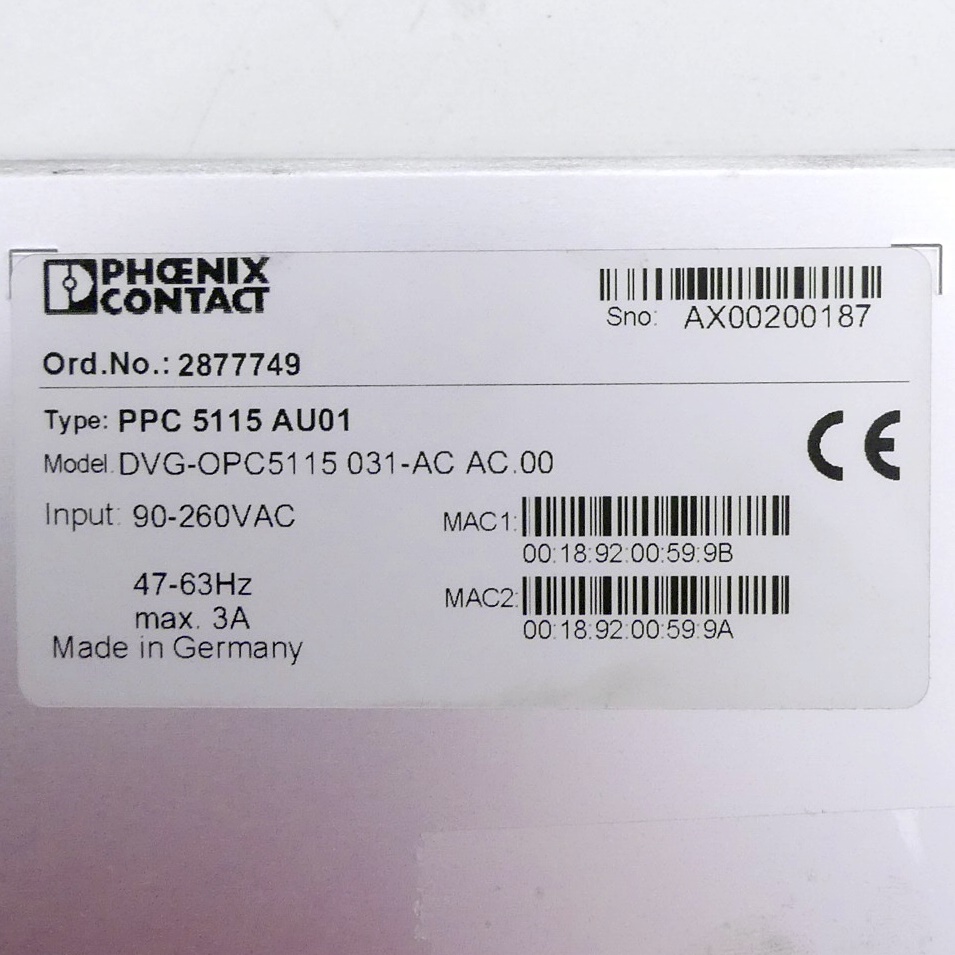 PHŒNIX
CONTACT
Sno: AX00200187
Ord.No.: 2877749
Type: PPC 5115 AU01
Model. DVG-OPC5115 031-AC AC.00
CE
Input: 90-260VAC
MAC1:
00:18:92:00:59:9B
47-63Hz
MAC2:
max. 3A
00:18:92:00:59:9A
Made in Germany